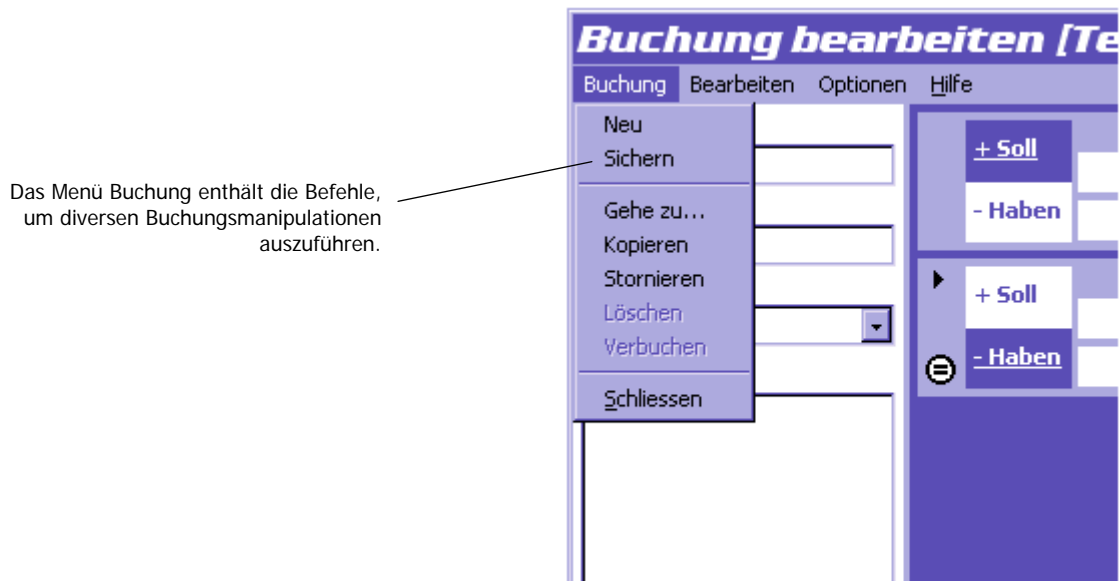 Buchung bearbeiten [Te
Buchung Bearbeiten Optionen Hilfe
Neu
Sichern
Gehe zu...
Kopieren
Stornieren
Löschen
Verbuchen
Schliessen
Das Menü Buchung enthält die Befehle,
um diversen Buchungsmanipulationen
auszuführen.
+ Soll
- Haben
+ Soll
- Haben